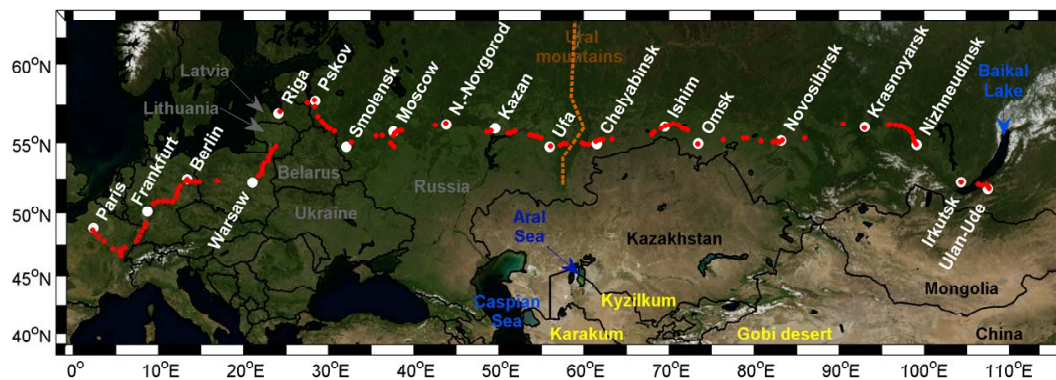 Ural
mountains
60°N
55°N
50°N
45°N
40°N
Latvia
Lithuania
Riga
Pskov
Smolensk
Moscow
N.-Novgorod
Kazan
Ufa
Chelyabinsk
Ishim
Omsk
Novosibirsk
Krasnoyarsk
Nizhneudinsk
Baikal
Lake
Paris
Frankfurt
Berlin
Warsaw
Belarus
Russia
Ukraine
Irkutsk
Ulan-Ude
Aral
Sea
Kazakhstan
Mongolia
Caspian
Sea
Kyzilkum
Karakum
Gobi desert
China
0°
10°E
20°E
30°E
40°E
50°E
60°E
70°E
80°E
90°E
100°E
110°E